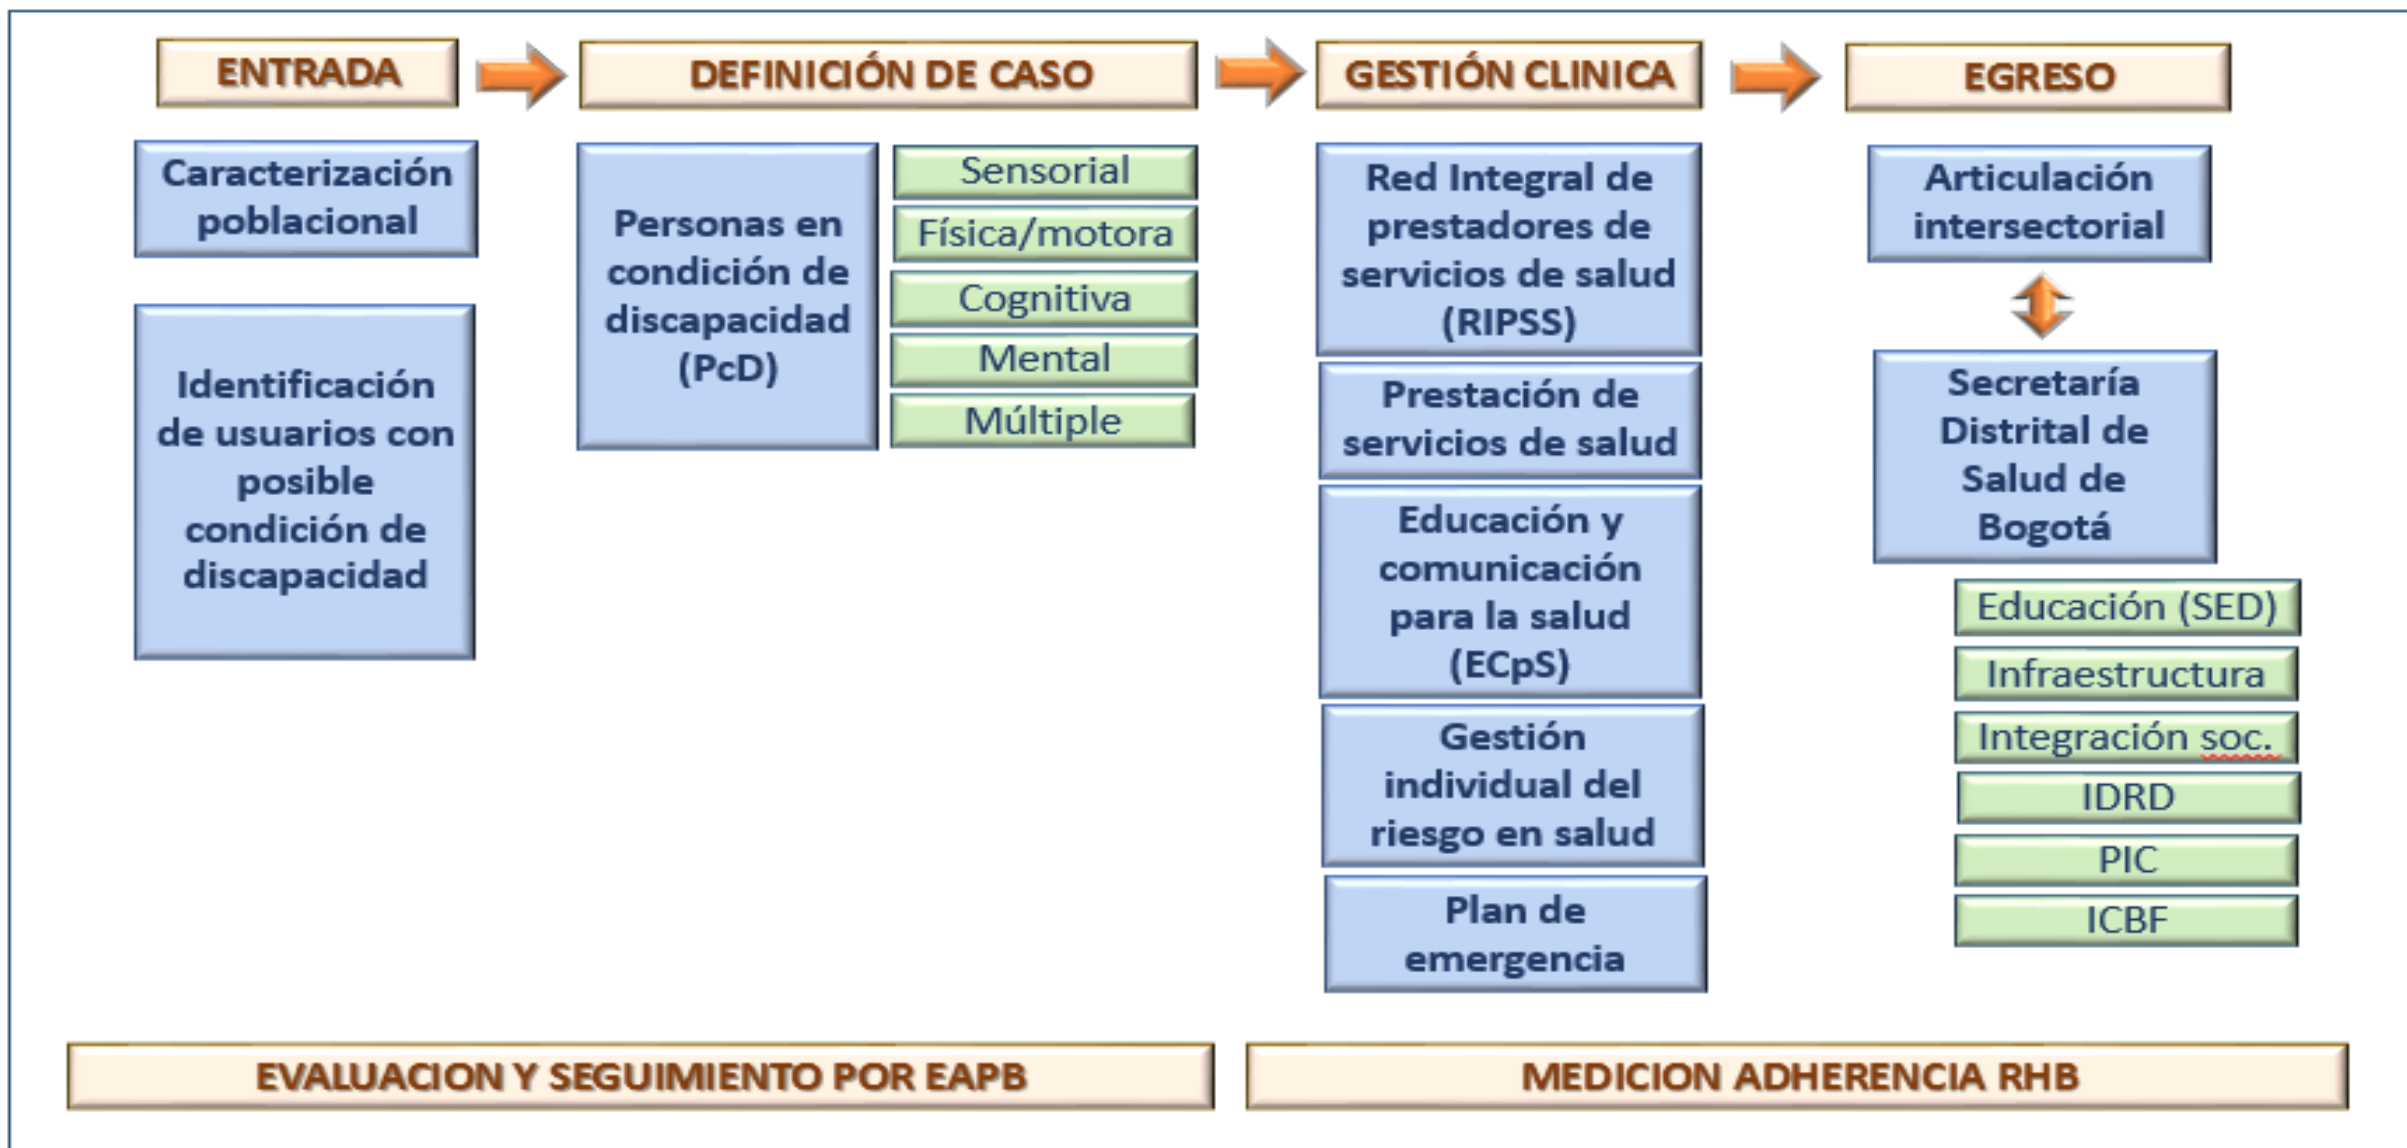 ENTRADA
DEFINICIÓN DE CASO
GESTIÓN CLINICA
EGRESO
Caracterización
poblacional
Identificación
de usuarios con
posible
condición de
discapacidad
Personas en
condición de
discapacidad
(PcD)
Sensorial
Física/motora
Cognitiva
Mental
Múltiple
Red Integral de
prestadores de
servicios de salud
(RIPSS)
Prestación de
servicios de salud
Educación y
comunicación
para la salud
(ECpS)
Gestión
individual del
riesgo en salud
Plan de
emergencia
Articulación
intersectorial
Secretaría
Distrital de
Salud de
Bogotá
Educación (SED)
Infraestructura
Integración soc.
IDRD
PIC
ICBF
EVALUACION Y SEGUIMIENTO POR EAPB
MEDICION ADHERENCIA RHB